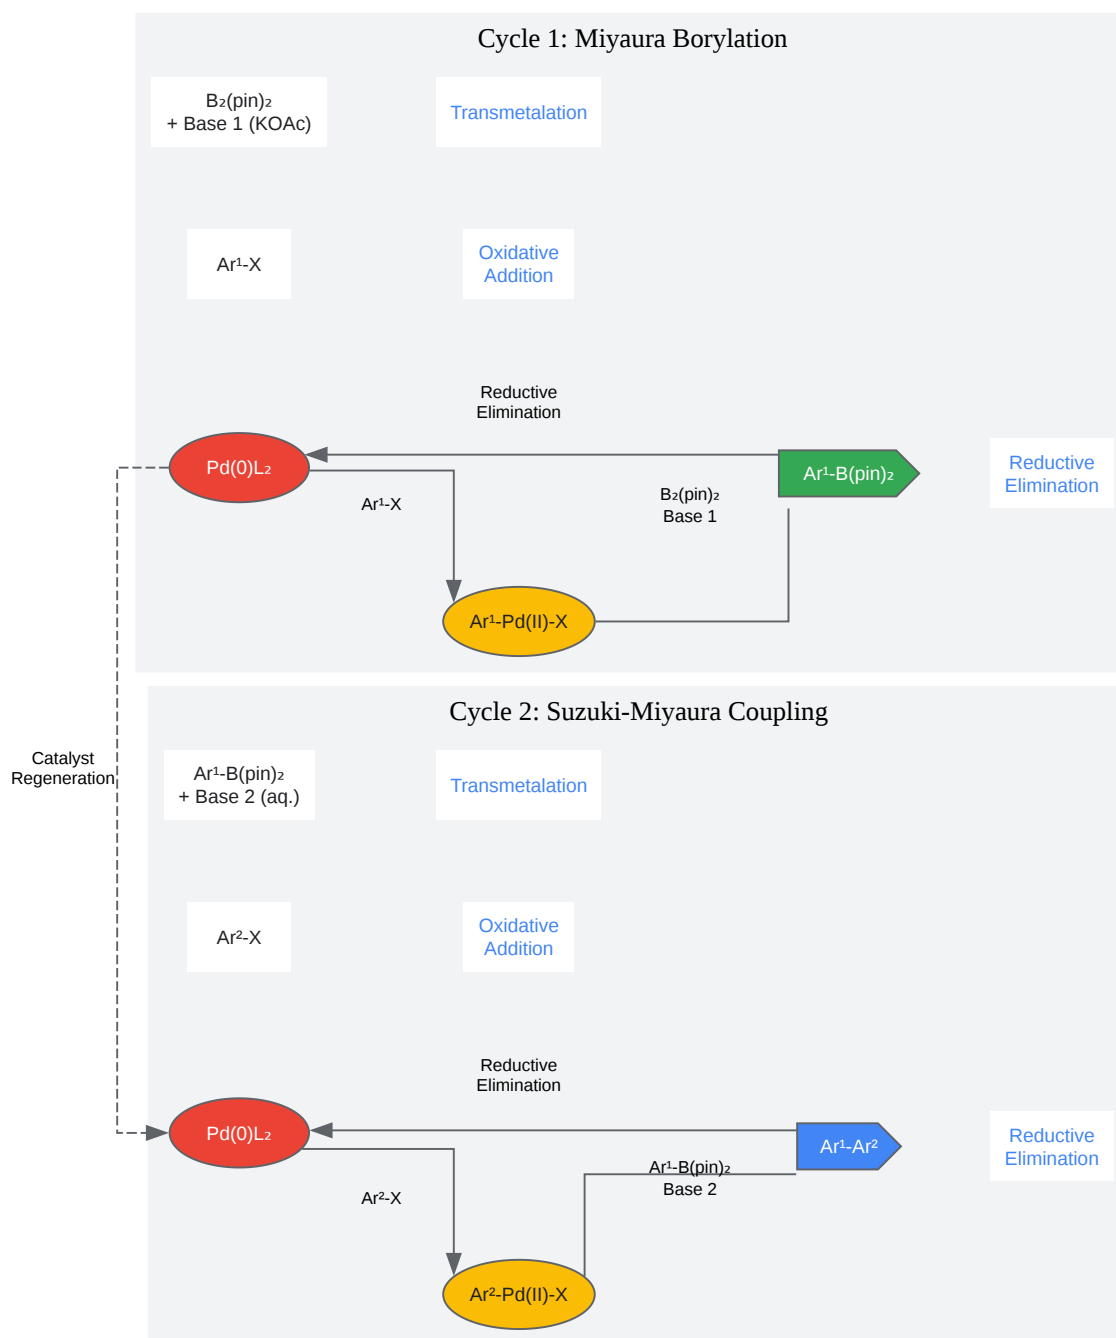 Cycle 1: Miyaura Borylation
B₂(pin)₂
+ Base 1 (KOAc)
Transmetalation
Ar¹-X
Oxidative
Addition
Reductive
Elimination
Pd(0)L₂
Ar¹-B(pin)₂
Reductive
Elimination
Ar¹-X
B₂(pin)₂
Base 1
Ar¹-Pd(II)-X
Cycle 2: Suzuki-Miyaura Coupling
Catalyst
Regeneration
Ar¹-B(pin)₂
+ Base 2 (aq.)
Transmetalation
Ar²-X
Oxidative
Addition
Reductive
Elimination
Pd(0)L₂
Ar¹-Ar²
Reductive
Elimination
Ar²-X
Ar¹-B(pin)₂
Base 2
Ar²-Pd(II)-X